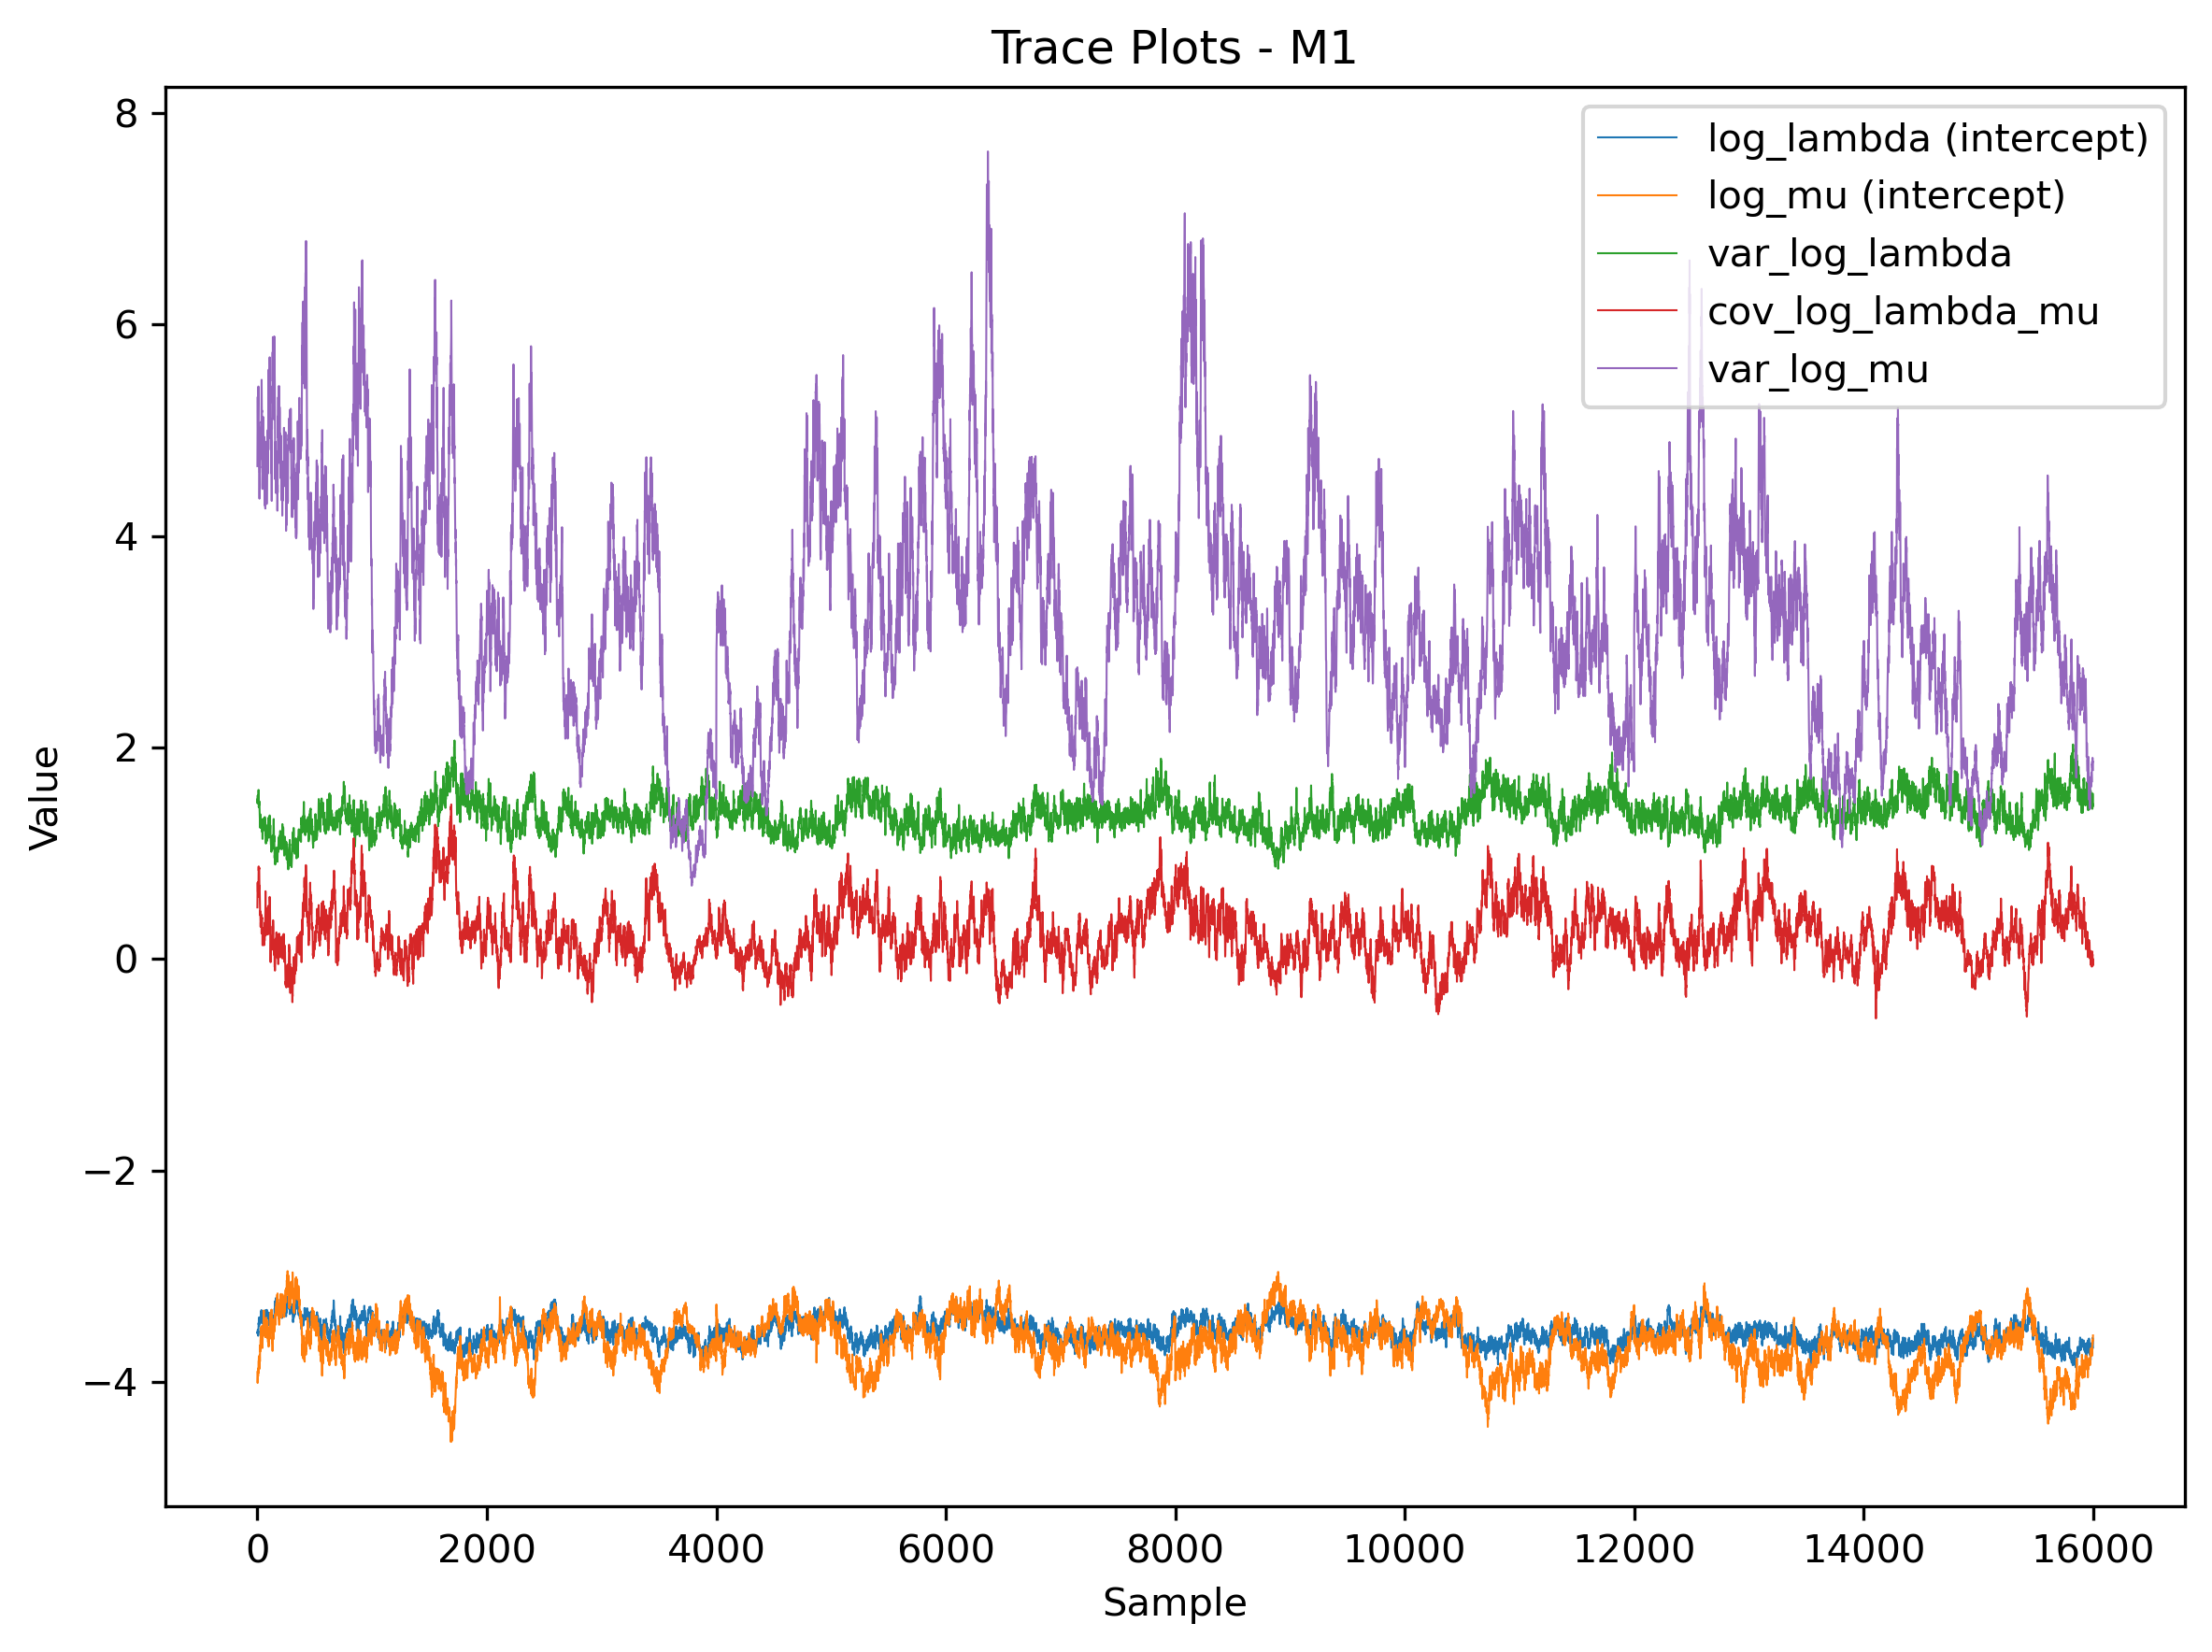 Trace Plots - M1
8
6
4
2
0
−2
−4
Value
log_lambda (intercept)
log_mu (intercept)
var_log_lambda
cov_log_lambda_mu
var_log_mu
0 2000 4000 6000 8000 10000 12000 14000 16000
Sample